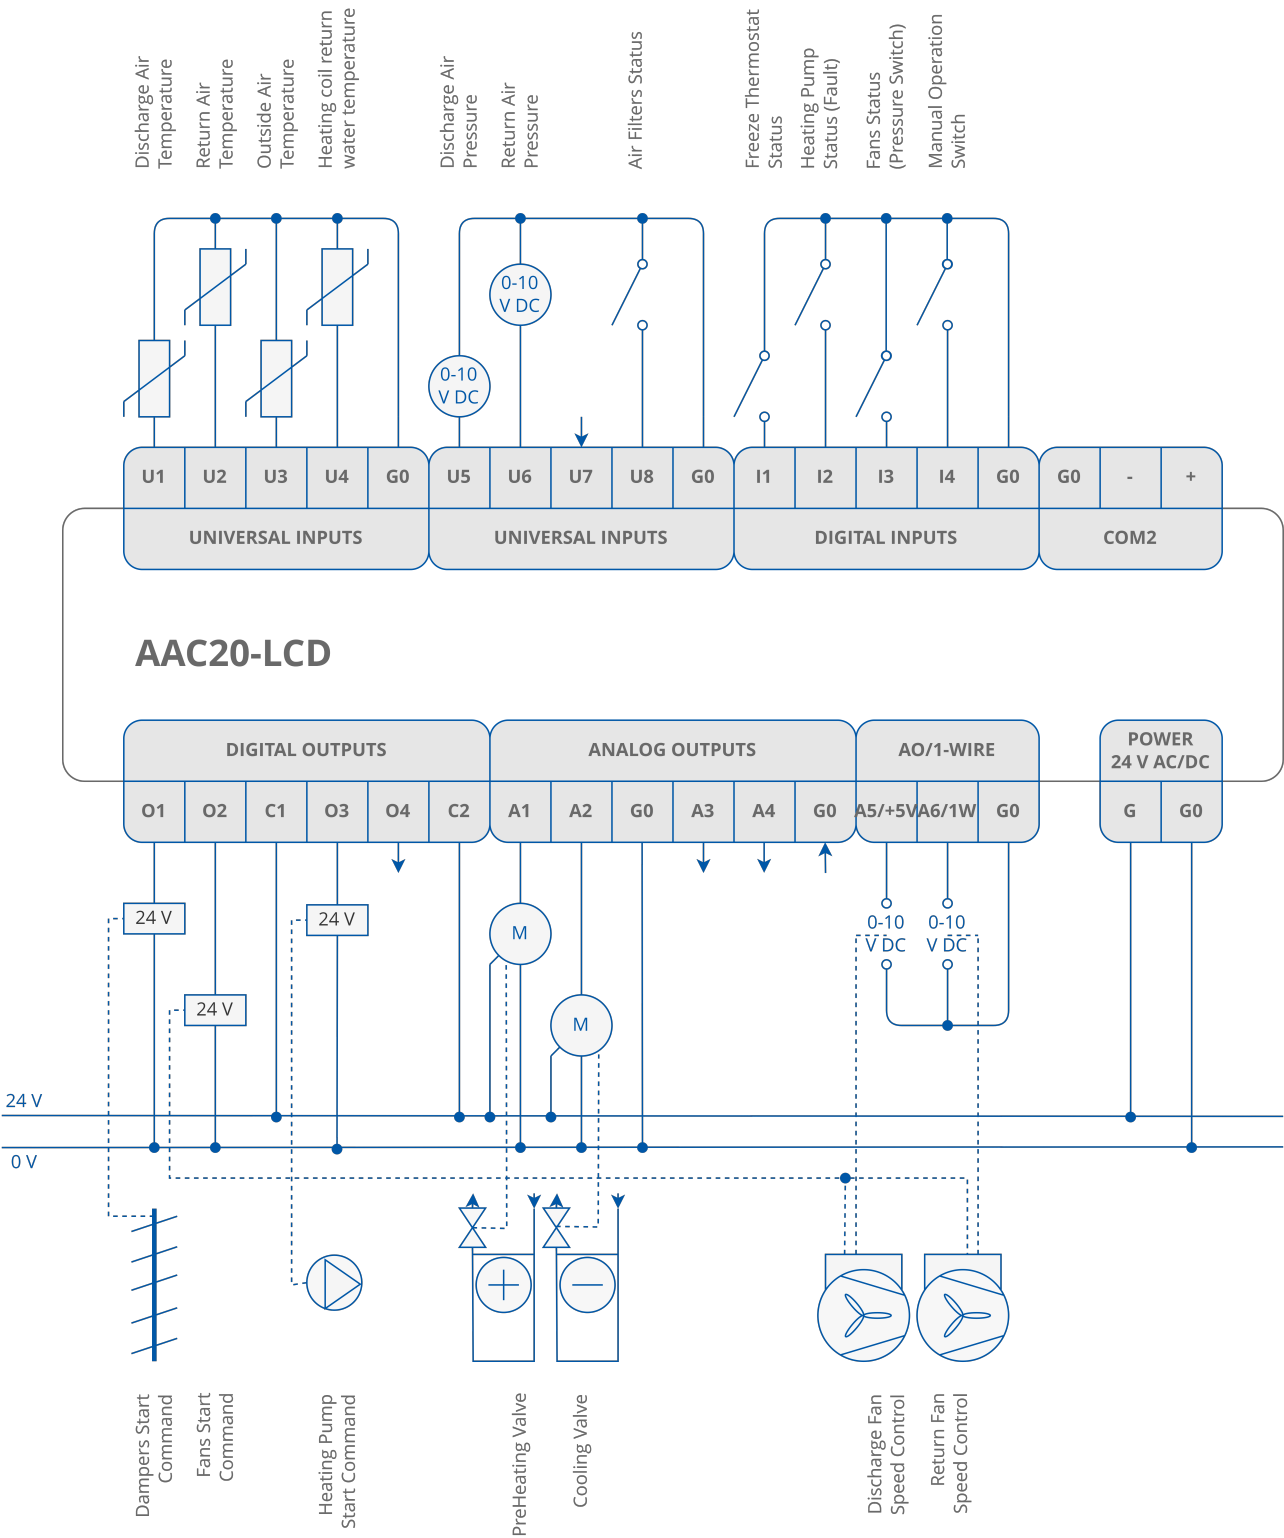 Discharge Air
Temperature
Return Air
Temperature
Outside Air
Temperature
Heating coil return
water temperature
Discharge Air
Pressure
Return Air
Pressure
Air Filters Status
Freeze Thermostat
Status
Heating Pump
Status (Fault)
Fans Status
(Pressure Switch)
Manual Operation
Switch
0-10
V DC
0-10
V DC
U1 U2 U3 U4 G0 U5 U6 U7 U8 G0 I1 I2 I3 I4 G0 G0 - +
UNIVERSAL INPUTS UNIVERSAL INPUTS DIGITAL INPUTS COM2
AAC20-LCD
DIGITAL OUTPUTS ANALOG OUTPUTS AO/1-WIRE
POWER
24 V AC/DC
O1 O2 C1 O3 O4 C2 A1 A2 G0 A3 A4 G0 A5/+5V A6/1W G0 G G0
24 V
24 V
24 V
M
M
0-10
V DC
0-10
V DC
24 V
0 V
Dampers Start
Command
Fans Start
Command
Heating Pump
Start Command
PreHeating Valve
Cooling Valve
Discharge Fan
Speed Control
Return Fan
Speed Control